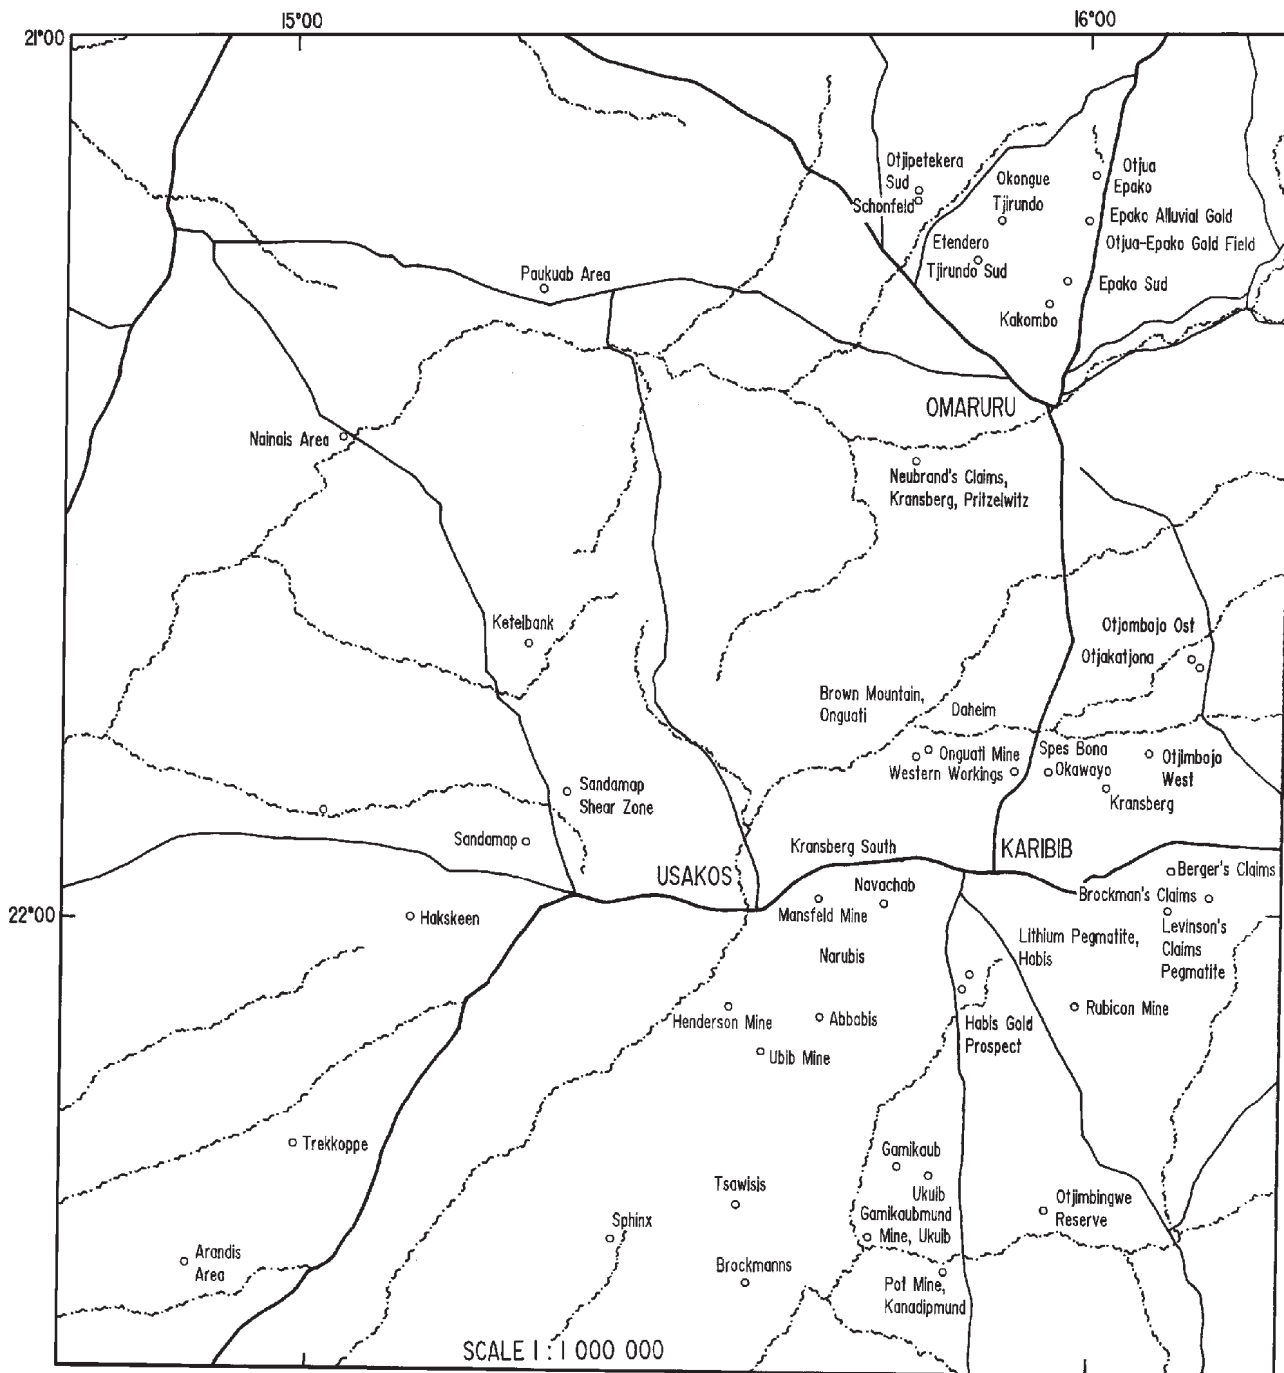 15°00
16°00
21°00
Otjipetekera
Sud
Schonfeld
Okongue
Tjirundo
Otjua
Epako
Epako Alluvial Gold
Otjua-Epako Gold Field
Etendero
Tjirundo Sud
Epako Sud
Kakombo
Paukuab Area
OMARURU
Nainais Area
Neubrand's Claims,
Kransberg, Pritzelwitz
Ketelbank
Otjombojo Ost
Otjakatjona
Brown Mountain,
Onguati
Daheim
Onguati Mine
Western Workings
Spes Bona
Okawayo
Otjimbojo
West
Kransberg
Sandamap
Shear Zone
Sandamap
Kransberg South
KARIBIB
USAKOS
Navachab
Mansfeld Mine
Berger's Claims
Brockman's Claims
Levinson's
Claims
Pegmatite
22°00
Hakskeen
Narubis
Lithium Pegmatite,
Habis
Henderson Mine
Abbabis
Habis Gold
Prospect
Rubicon Mine
Ubib Mine
Trekkoppe
Gamikaub
Ukuib
Tsawisis
Gamikaubmund
Mine, Ukuib
Otjimbingwe
Reserve
Sphinx
Arandis
Area
Brockmanns
Pot Mine,
Kanadipmund
SCALE 1:1 000 000